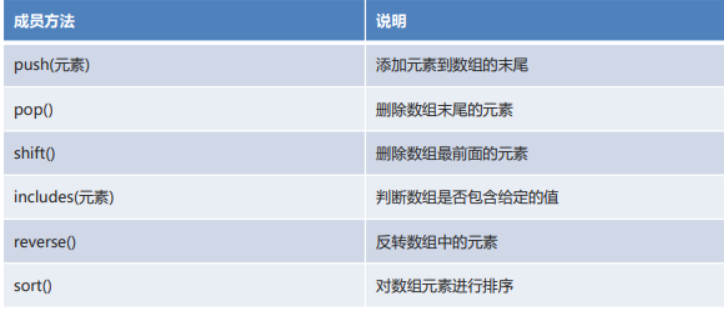 成员方法 说明
push(元素) 添加元素到数组的末尾
pop() 删除数组末尾的元素
shift() 删除数组最前面的元素
includes(元素) 判断数组是否包含给定的值
reverse() 反转数组中的元素
sort() 对数组元素进行排序